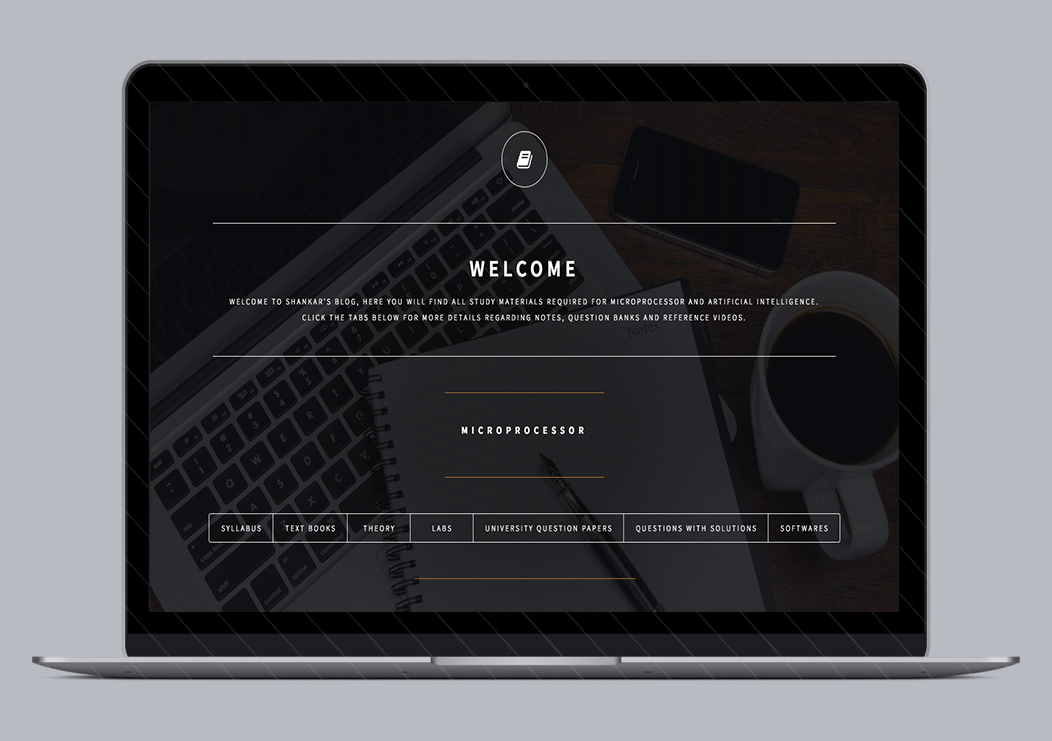 WELCOME
WELCOME TO SHANKAR'S BLOG, HERE YOU WILL FIND ALL STUDY MATERIALS REQUIRED FOR MICROPROCESSOR AND ARTIFICIAL INTELLIGENCE.
CLICK THE TABS BELOW FOR MORE DETAILS REGARDING NOTES, QUESTION BANKS AND REFERENCE VIDEOS.
Notes
MICROPROCESSOR
SYLLABUS TEXT BOOKS THEORY LABS UNIVERSITY QUESTION PAPERS QUESTIONS WITH SOLUTIONS SOFTWARES